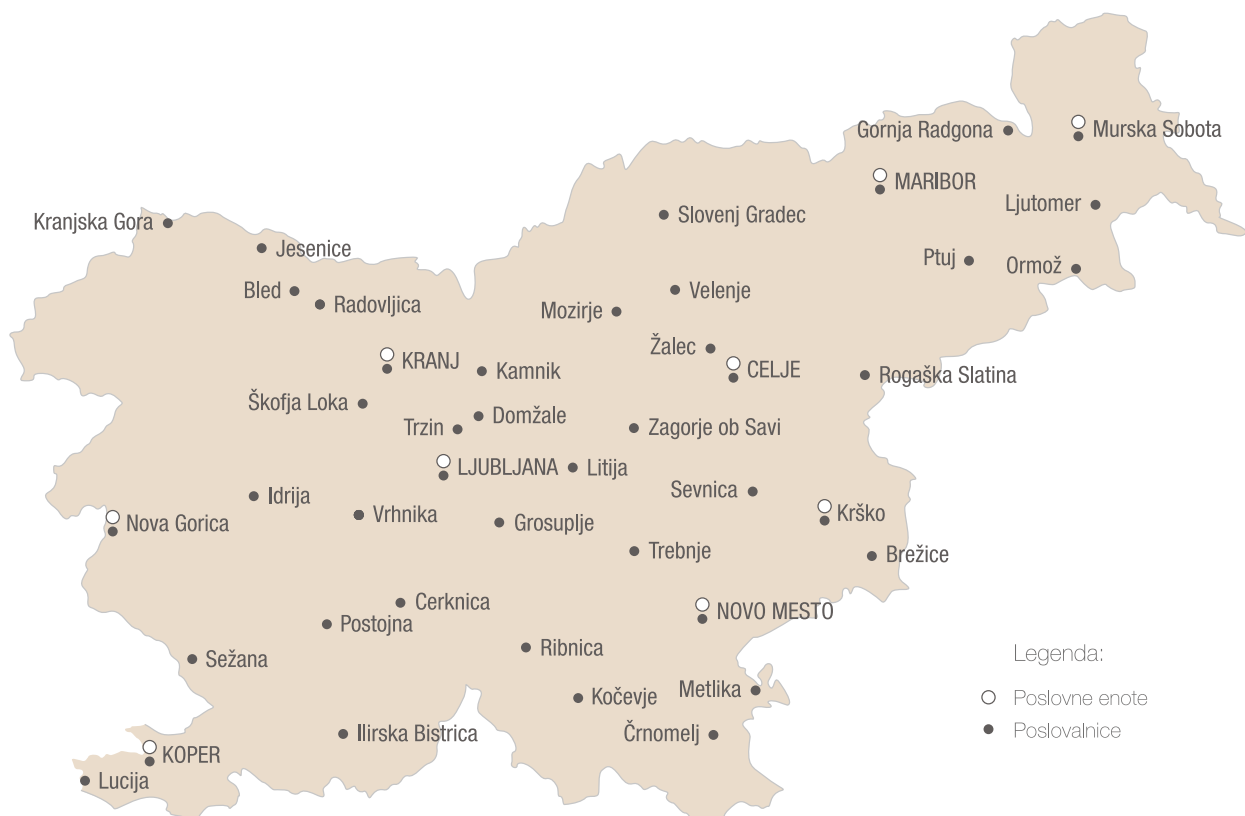 Gornja Radgona
Murska Sobota
MARIBOR
Ljutomer
Slovenj Gradec
Kranjska Gora
Jesenice
Ptuj
Ormož
Bled
Radovljica
Velenje
Mozirje
Žalec
KRANJ
Kamnik
CELJE
Rogaška Slatina
Škofja Loka
Domžale
Trzin
Zagorje ob Savi
LJUBLJANA
Litija
Sevnica
Idrija
Vrhnika
Nova Gorica
Grosuplje
Krško
Trebnje
Brežice
Cerknica
NOVO MESTO
Postojna
Ribnica
Sežana
Metlika
Kočevje
Ilirska Bistrica
Črnomelj
KOPER
Lucija
Legenda:
Poslovne enote
Poslovalnice